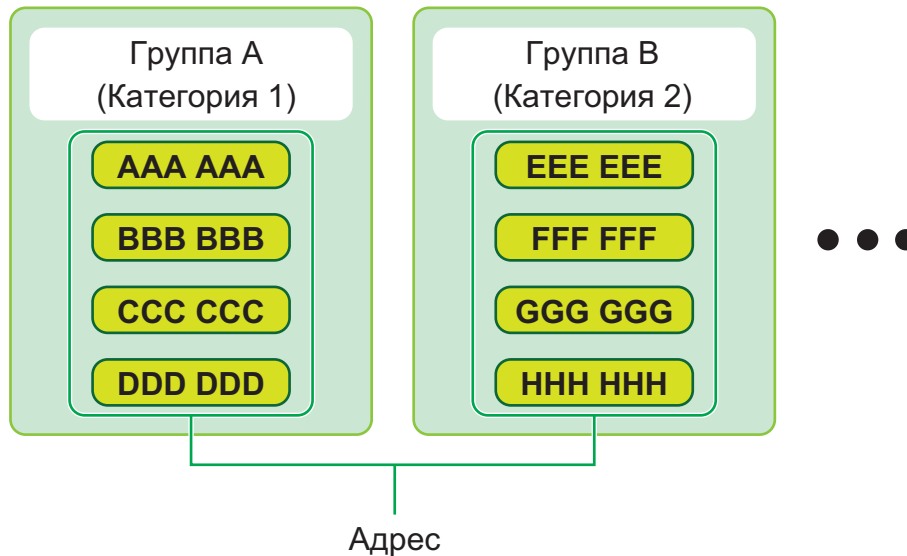 Группа A
(Категория 1)
AAA AAA
BBB BBB
CCC CCC
DDD DDD
Группа B
(Категория 2)
EEE EEE
FFF FFF
GGG GGG
HHH HHH
Адрес